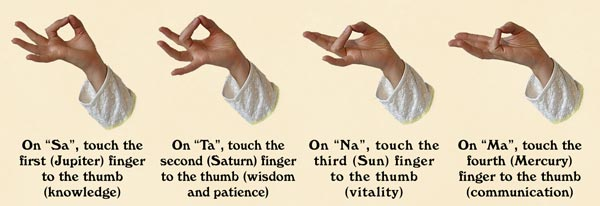 On “Sa”, touch the
first (Jupiter) finger
to the thumb
(knowledge)
On “Ta”, touch the
second (Saturn) finger
to the thumb (wisdom
and patience)
On “Na”, touch the
third (Sun) finger
to the thumb
(vitality)
On “Ma”, touch the
fourth (Mercury)
finger to the thumb
(communication)